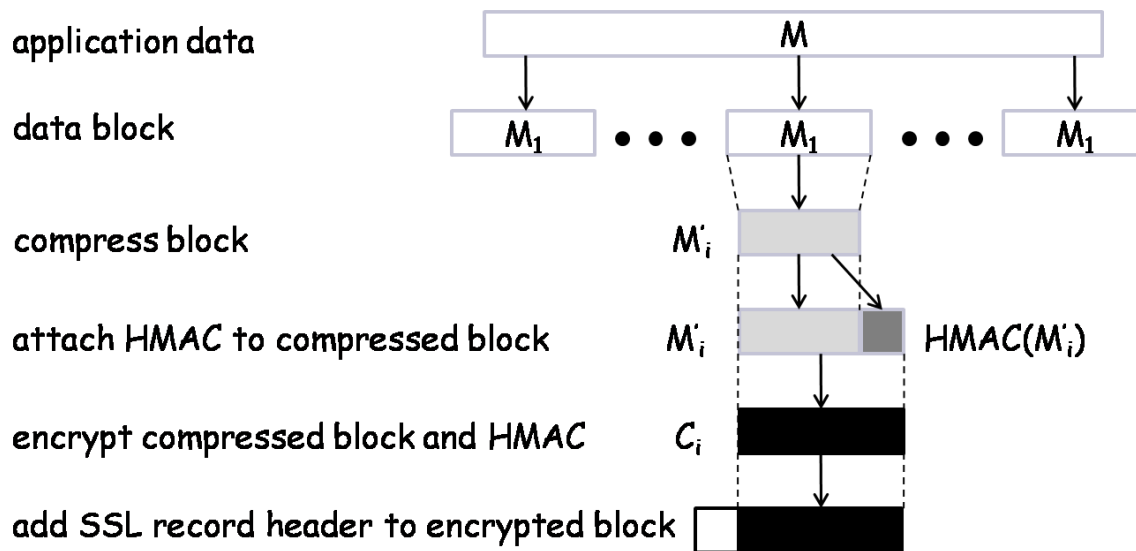 application data M
data block M₁ • • • M₁ • • • M₁
compress block M'ᵢ
attach HMAC to compressed block M'ᵢ HMAC(M'ᵢ)
encrypt compressed block and HMAC Cᵢ
add SSL record header to encrypted block